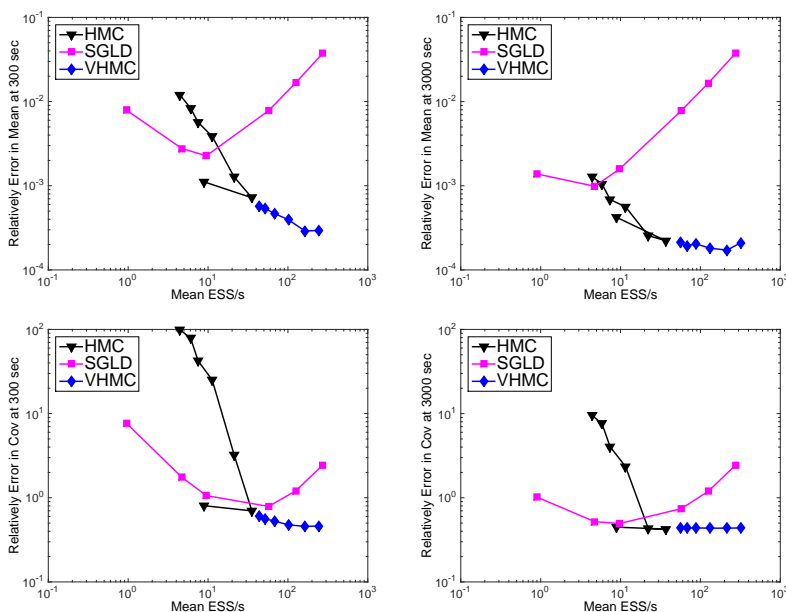 HMC
SGLD
VHMC
10^-1
10^-2
10^-3
10^-4
10^-1 10^0 10^1 10^2 10^3
Mean ESS/s
Relatively Error in Mean at 300 sec
HMC
SGLD
VHMC
10^-1
10^-2
10^-3
10^-4
10^-1 10^0 10^1 10^2 10^3
Mean ESS/s
Relatively Error in Mean at 3000 sec
HMC
SGLD
VHMC
10^2
10^1
10^0
10^-1
10^-1 10^0 10^1 10^2 10^3
Mean ESS/s
Relatively Error in Cov at 300 sec
HMC
SGLD
VHMC
10^2
10^1
10^0
10^-1
10^-1 10^0 10^1 10^2 10^3
Mean ESS/s
Relatively Error in Cov at 3000 sec